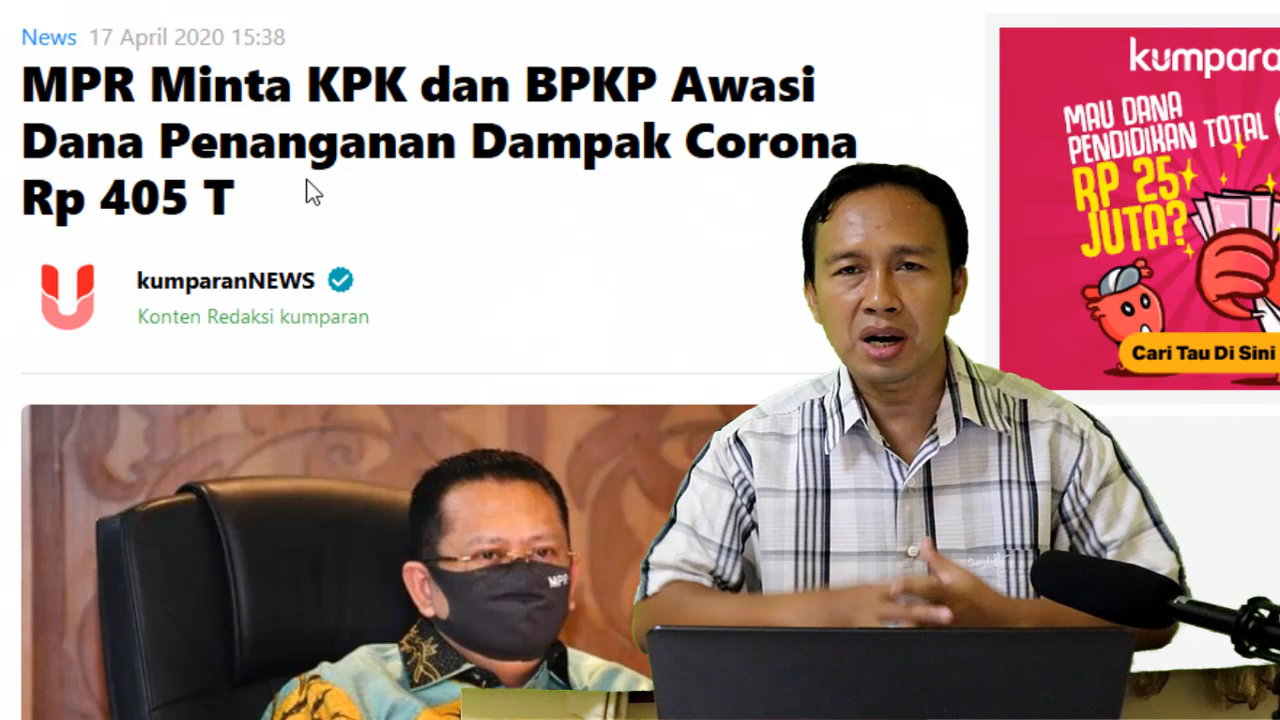 News 17 April 2020 15:38
MPR Minta KPK dan BPKP Awasi
Dana Penanganan Dampak Corona
Rp 405 T
kumparanNEWS
Konten Redaksi kumparan
MAU DANA
PENDIDIKAN TOTAL
RP 25
JUTA?
Cari Tau Di Sini
MPR